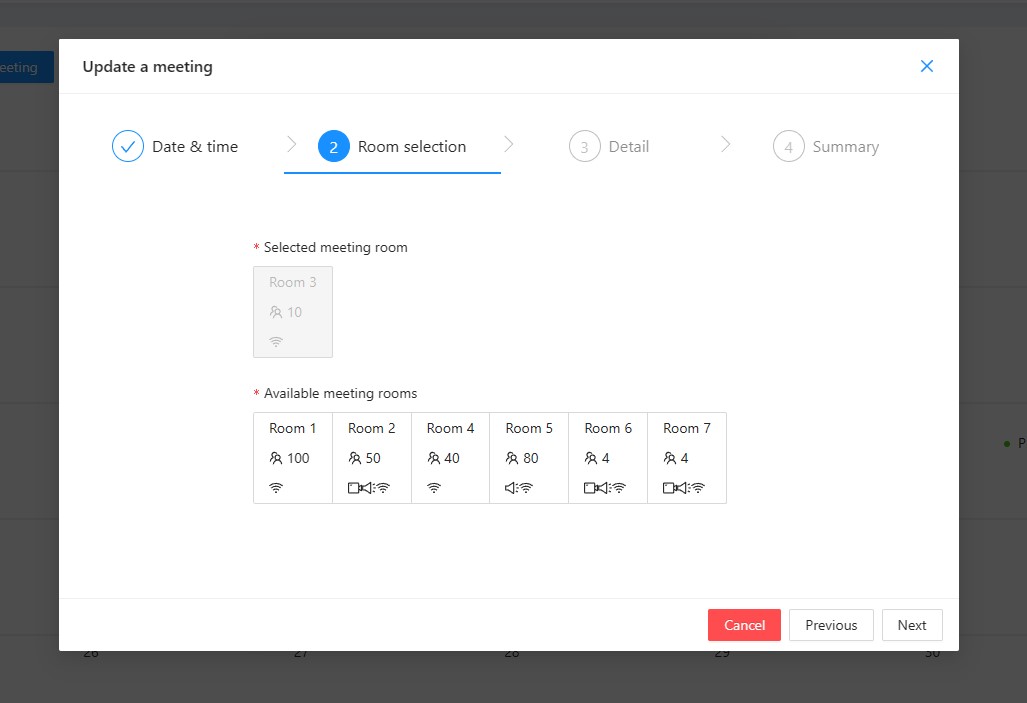 eeting
Update a meeting
Date & time
2 Room selection
3 Detail
4 Summary
* Selected meeting room
Room 3
10
* Available meeting rooms
Room 1 Room 2 Room 4 Room 5 Room 6 Room 7
100 50 40 80 4 4
P
Cancel Previous Next
26 27 28 29 30